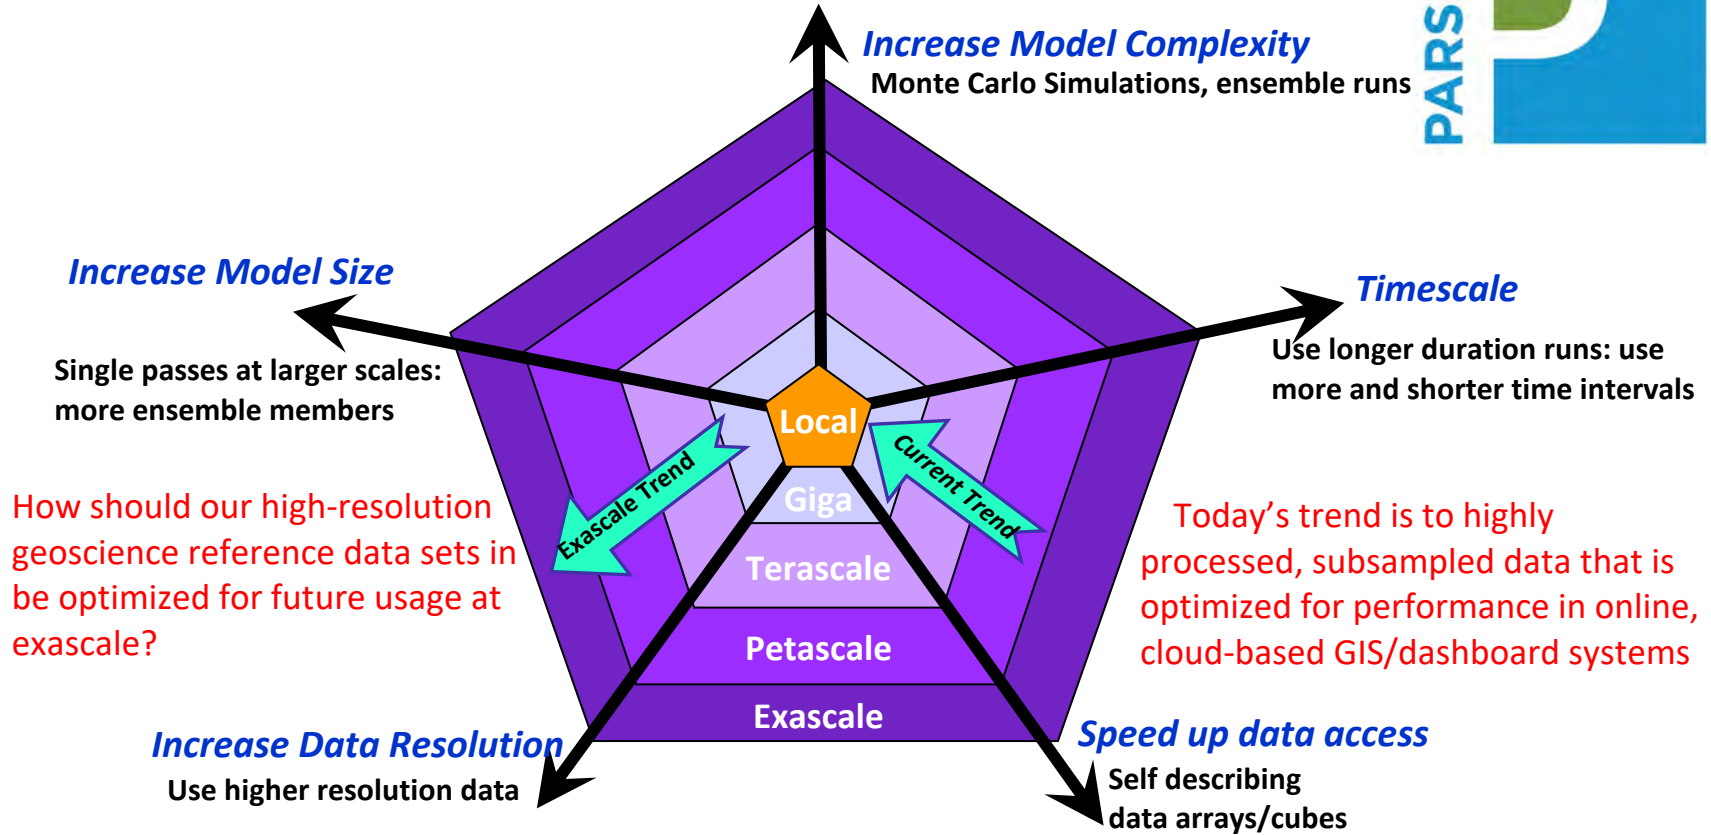 Increase Model Complexity
Monte Carlo Simulations, ensemble runs
PARS
Increase Model Size
Single passes at larger scales:
more ensemble members
Timescale
Use longer duration runs: use
more and shorter time intervals
Local
Exascale Trend
Current Trend
Giga
Terascale
Petascale
Exascale
How should our high-resolution
geoscience reference data sets in
be optimized for future usage at
exascale?
Today’s trend is to highly
processed, subsampled data that is
optimized for performance in online,
cloud-based GIS/dashboard systems
Increase Data Resolution
Use higher resolution data
Speed up data access
Self describing
data arrays/cubes